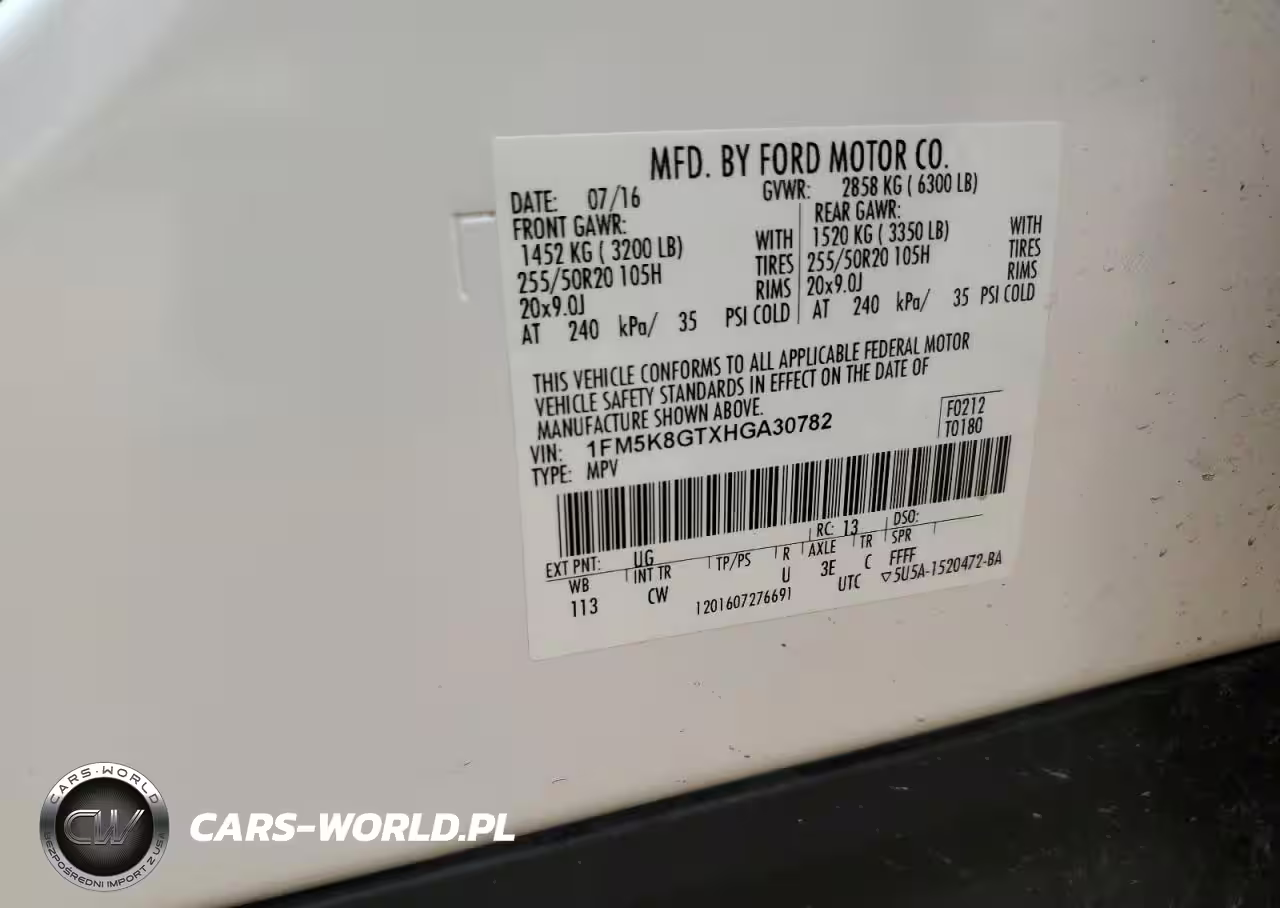 MFD. BY FORD MOTOR CO.
DATE: 07/16 GVWR: 2858 KG ( 6300 LB)
FRONT GAWR: REAR GAWR:
1452 KG ( 3200 LB) WITH 1520 KG ( 3350 LB) WITH
255/50R20 105H TIRES 255/50R20 105H TIRES
20x9.0J RIMS 20x9.0J RIMS
AT 240 kPa/ 35 PSI COLD AT 240 kPa/ 35 PSI COLD
THIS VEHICLE CONFORMS TO ALL APPLICABLE FEDERAL MOTOR
VEHICLE SAFETY STANDARDS IN EFFECT ON THE DATE OF
MANUFACTURE SHOWN ABOVE.
F0212
VIN: 1FM5K8GTXHGA30782 T0180
TYPE: MPV
EXT PNT: UG RC: 13 DSO:
WB INT TR TP/PS R AXLE TR SPR
113 CW U 3E C FFFF
1201607276691 UTC ▽5U5A-1520472-BA
CARS-WORLD
CW
BEZPOŚREDNI IMPORT Z USA
CARS-WORLD.PL